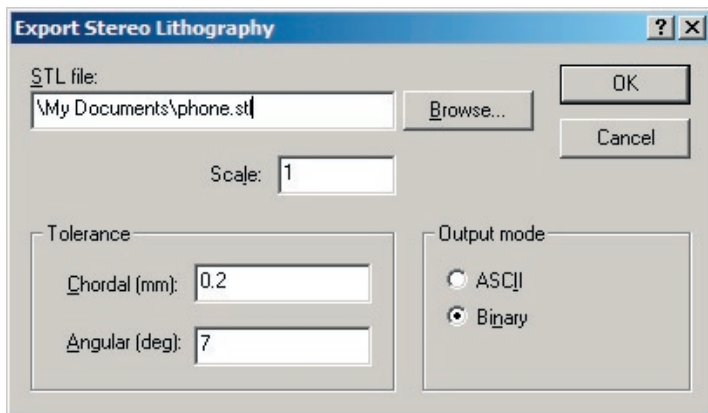 Export Stereo Lithography
STL file:
\My Documents\phone.stl
Browse...
OK
Cancel
Scale: 1
Tolerance
Chordal (mm): 0.2
Angular (deg): 7
Output mode
ASCII
Binary